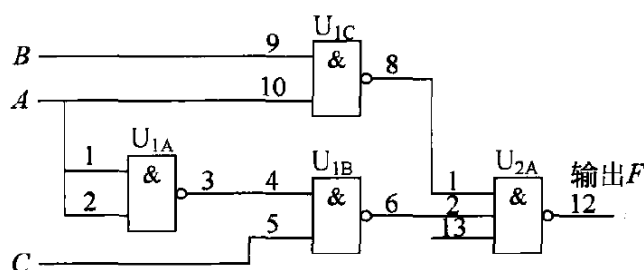 U1C
B 9 & 8
A 10
U1A U1B U2A
1 & 3 4 & 6 1 & 12 输出F
2 5 2
13
C